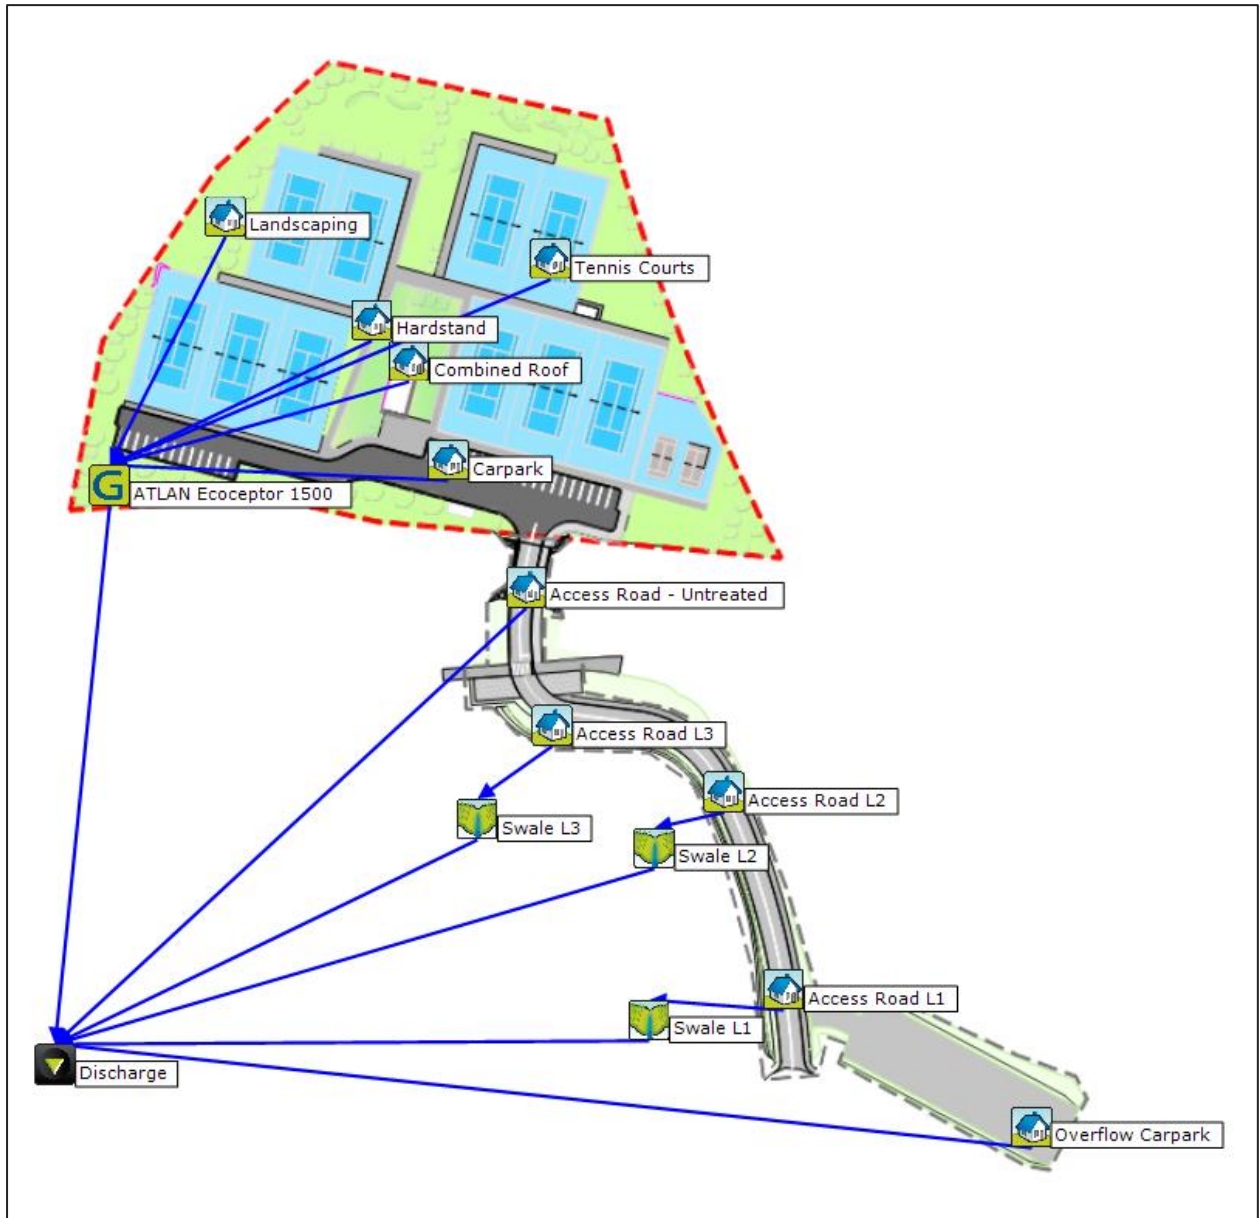 Landscaping
Tennis Courts
Hardstand
Combined Roof
Carpark
G
ATLAN Ecoceptor 1500
Access Road - Untreated
Access Road L3
Access Road L2
Swale L3
Swale L2
Access Road L1
Swale L1
Discharge
Overflow Carpark